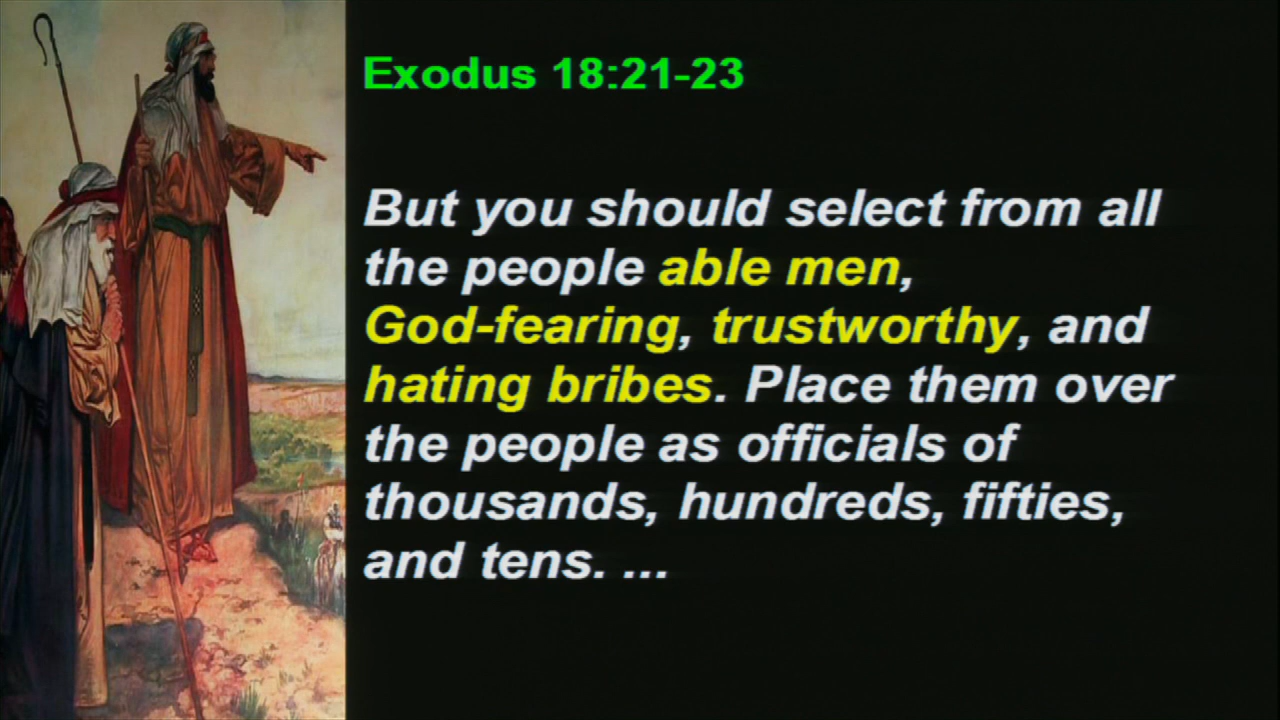 Exodus 18:21-23
But you should select from all
the people able men,
God-fearing, trustworthy, and
hating bribes. Place them over
the people as officials of
thousands, hundreds, fifties,
and tens. ...